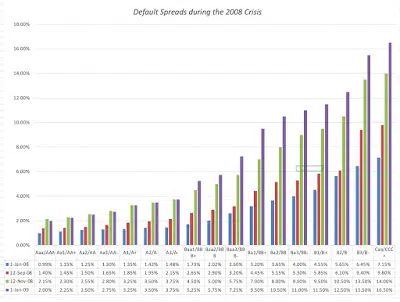 Default Spreads during the 2008 Crisis
18.00%
16.00%
14.00%
12.00%
10.00%
8.00%
6.00%
4.00%
2.00%
0.00%
Aaa/AAA Aa1/AA+ Aa2/AA Aa3/AA- A1/A+ A2/A A3/A- Baa1/BB Baa2/BB Baa3/BB Ba1/BB+ Ba2/BB Ba3/BB- B1/B+ B2/B B3/B- Caa/CCC
B+ B B- +
1-Jan-08 0.99% 1.15% 1.25% 1.30% 1.35% 1.42% 1.48% 1.73% 2.02% 2.60% 3.20% 4.00% 4.55% 5.65% 6.45% 7.15%
12-Sep-08 1.40% 1.45% 1.50% 1.65% 1.85% 1.95% 2.15% 2.65% 2.90% 3.20% 4.45% 5.15% 5.30% 5.85% 6.10% 9.40% 9.80%
12-Nov-08 2.15% 2.30% 2.55% 2.80% 3.25% 3.50% 3.75% 4.50% 5.00% 5.75% 7.00% 8.00% 9.00% 9.50% 10.50% 13.50% 14.00%
1-Jan-09 2.00% 2.25% 2.50% 2.75% 3.25% 3.50% 3.75% 5.25% 5.75% 7.25% 9.50% 10.50% 11.00% 11.50% 12.50% 15.50% 16.50%